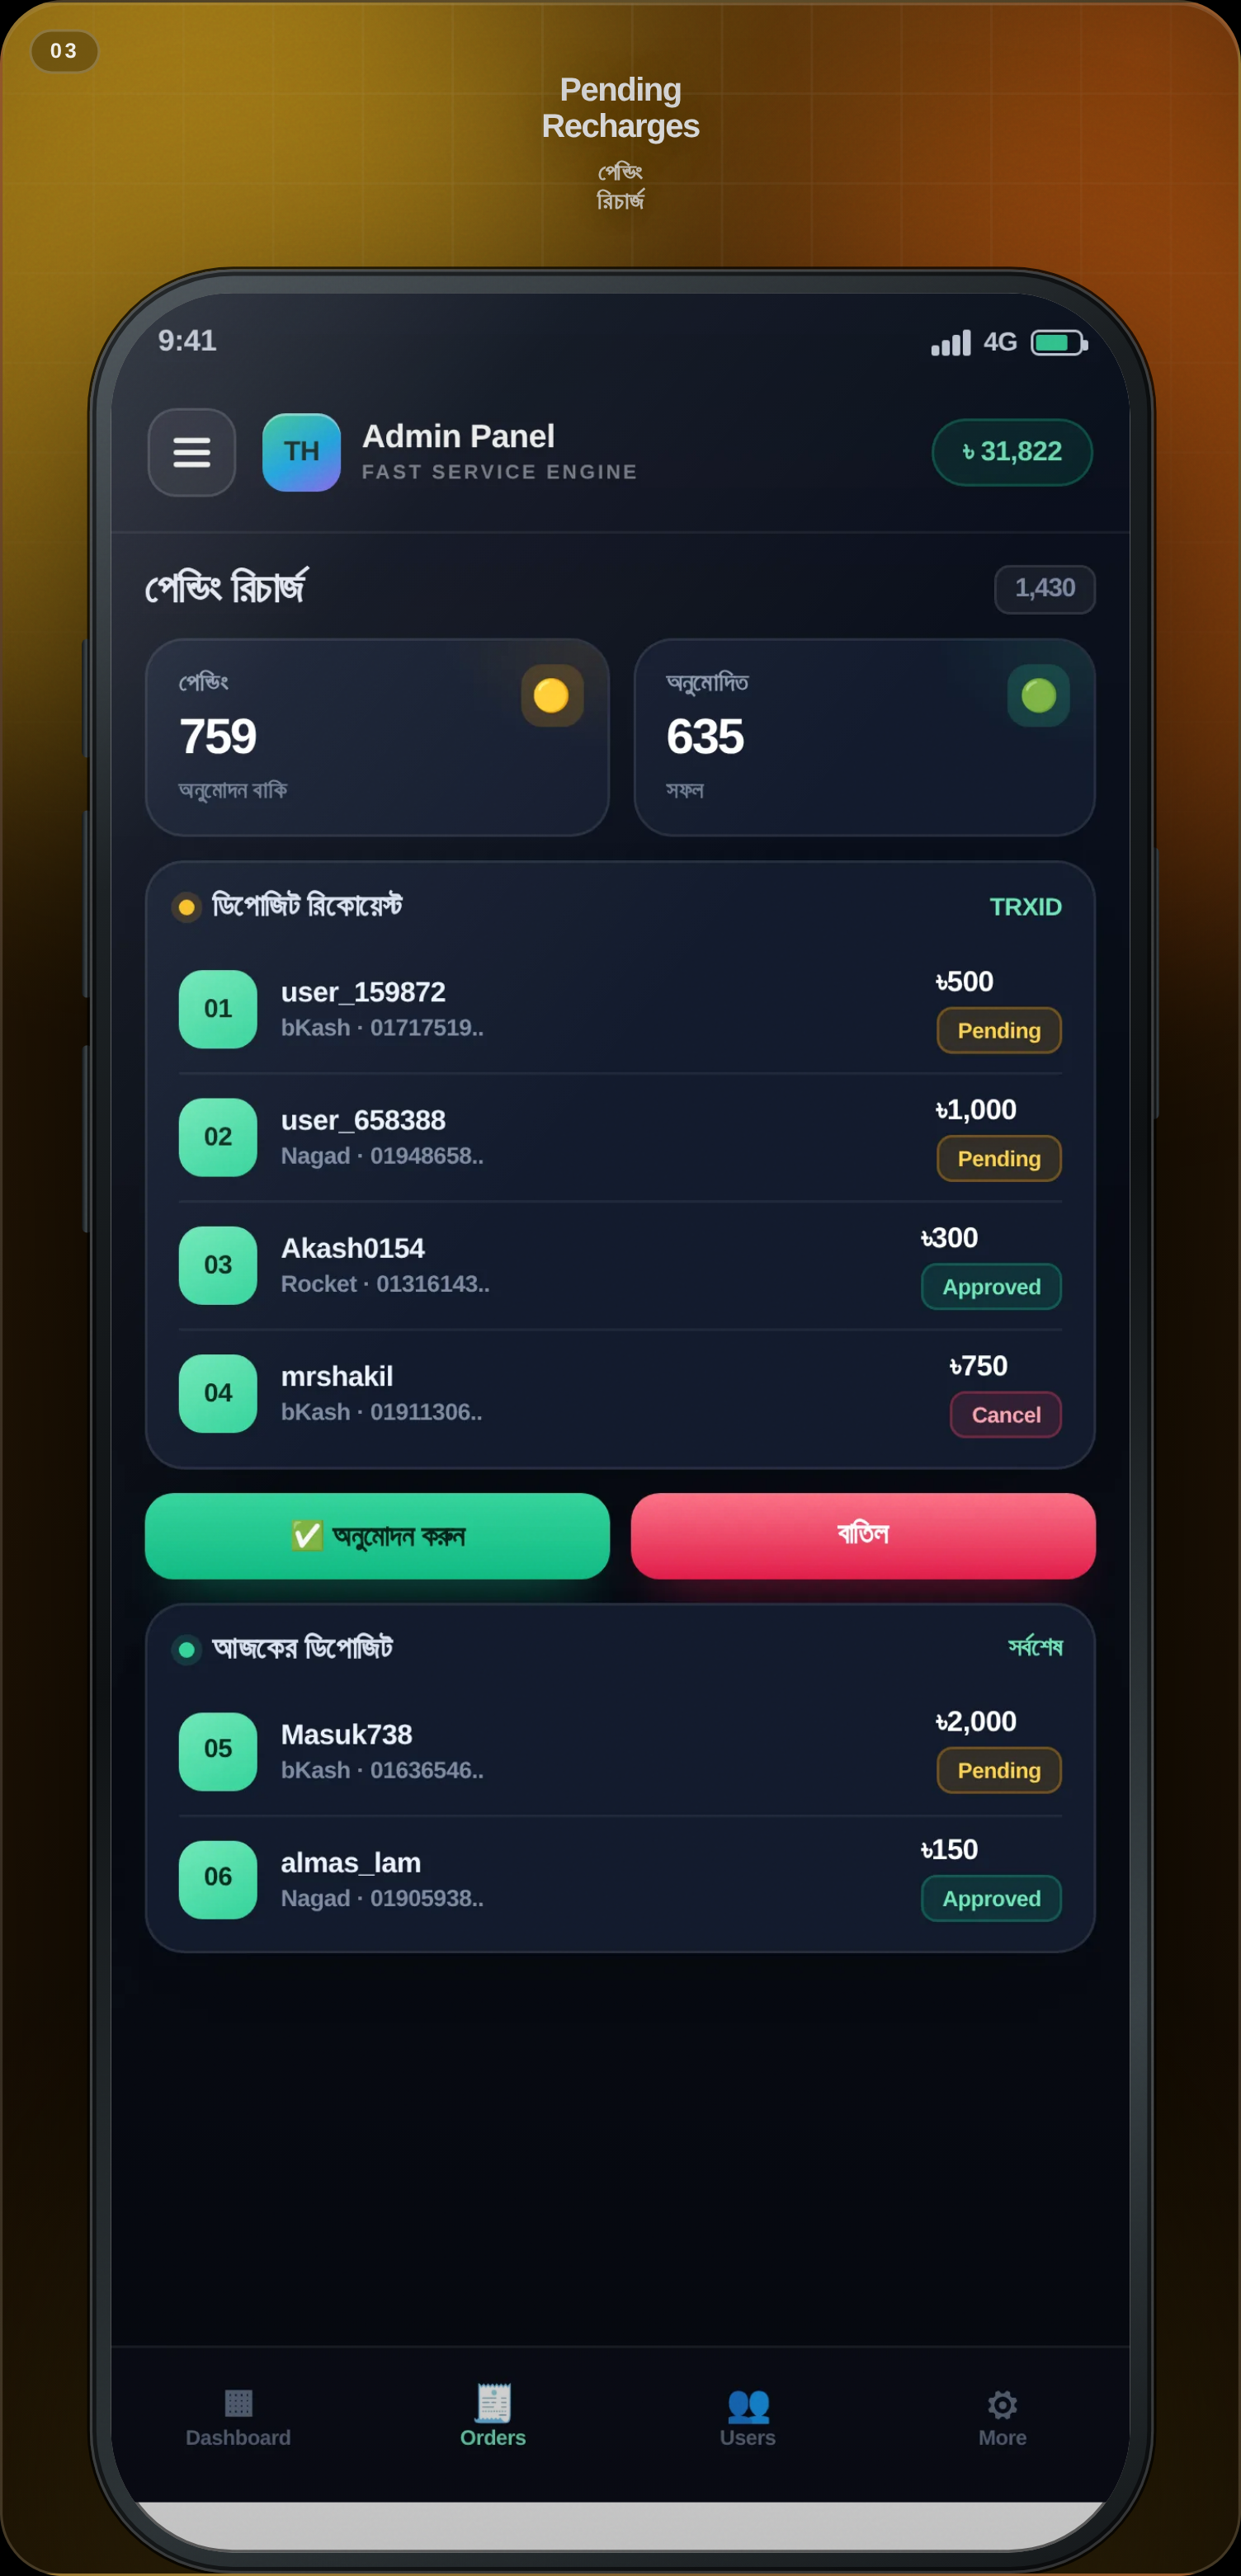 03
Pending
Recharges
পেন্ডিং
রিচার্জ
9:41
4G
TH
Admin Panel
FAST SERVICE ENGINE
৳ 31,822
পেন্ডিং রিচার্জ
1,430
পেন্ডিং
759
অনুমোদন বাকি
অনুমোদিত
635
সফল
ডিপোজিট রিকোয়েস্ট
TRXID
01
user_159872
bKash · 01717519..
৳500
Pending
02
user_658388
Nagad · 01948658..
৳1,000
Pending
03
Akash0154
Rocket · 01316143..
৳300
Approved
04
mrshakil
bKash · 01911306..
৳750
Cancel
✅ অনুমোদন করুন
বাতিল
আজকের ডিপোজিট
সর্বশেষ
05
Masuk738
bKash · 01636546..
৳2,000
Pending
06
almas_lam
Nagad · 01905938..
৳150
Approved
Dashboard
Orders
Users
More